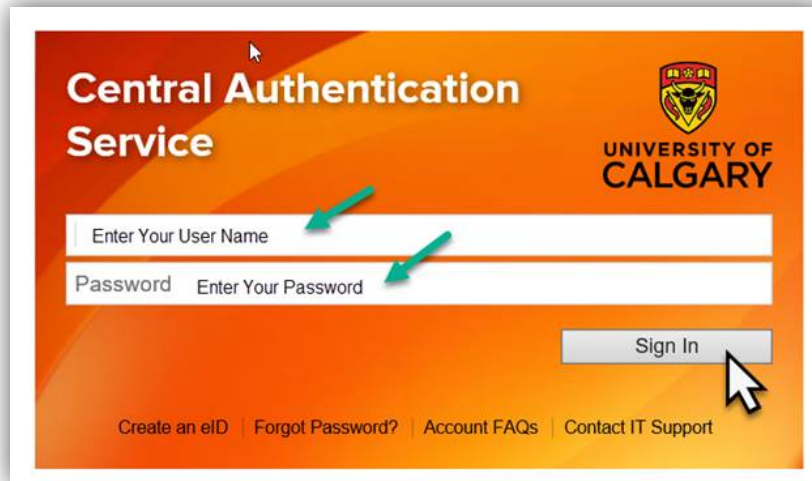 Central Authentication
Service
UNIVERSITY OF
CALGARY
Enter Your User Name
Password Enter Your Password
Sign In
Create an eID | Forgot Password? | Account FAQs | Contact IT Support